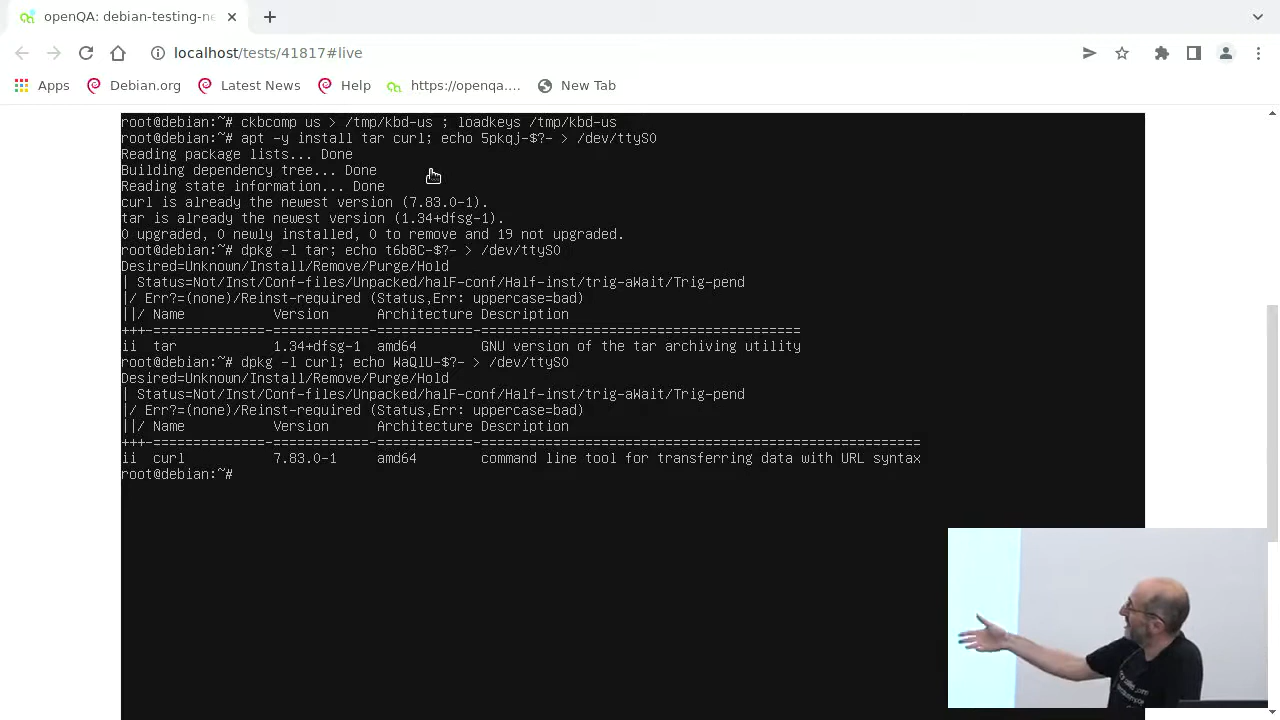 openQA: debian-testing-ne
localhost/tests/41817#live
Apps Debian.org Latest News Help https://openqa.... New Tab
root@debian:~# ckbcomp us > /tmp/kbd-us ; loadkeys /tmp/kbd-us
root@debian:~# apt -y install tar curl; echo 5pkqj-$?- > /dev/ttyS0
Reading package lists... Done
Building dependency tree... Done
Reading state information... Done
curl is already the newest version (7.83.0-1).
tar is already the newest version (1.34+dfsg-1).
0 upgraded, 0 newly installed, 0 to remove and 19 not upgraded.
root@debian:~# dpkg -l tar; echo t6b8C-$?- > /dev/ttyS0
Desired=Unknown/Install/Remove/Purge/Hold
| Status=Not/Inst/Conf-files/Unpacked/halF-conf/Half-inst/trig-aWait/Trig-pend
|/ Err?=(none)/Reinst-required (Status,Err: uppercase=bad)
||/ Name Version Architecture Description
+++-==============-============-============-========================================
ii tar 1.34+dfsg-1 amd64 GNU version of the tar archiving utility
root@debian:~# dpkg -l curl; echo WaQlU-$?- > /dev/ttyS0
Desired=Unknown/Install/Remove/Purge/Hold
| Status=Not/Inst/Conf-files/Unpacked/halF-conf/Half-inst/trig-aWait/Trig-pend
|/ Err?=(none)/Reinst-required (Status,Err: uppercase=bad)
||/ Name Version Architecture Description
+++-==============-============-============-=======================================================
ii curl 7.83.0-1 amd64 command line tool for transferring data with URL syntax
root@debian:~#